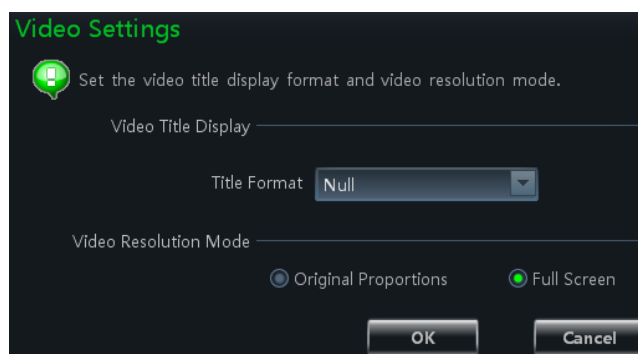 Video Settings
Set the video title display format and video resolution mode.
Video Title Display
Title Format Null
Video Resolution Mode
Original Proportions Full Screen
OK Cancel